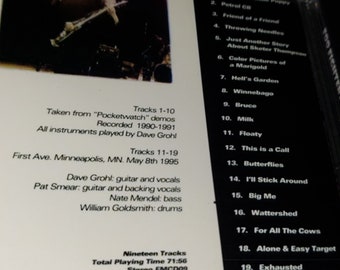 Tracks 1-10
Taken from "Pocketwatch" demos
Recorded 1990-1991
All instruments played by Dave Grohl
Tracks 11-19
First Ave. Minneapolis, MN. May 8th 1995
Dave Grohl: guitar and vocals
Pat Smear: guitar and backing vocals
Nate Mendel: bass
William Goldsmith: drums
Nineteen Tracks
Total Playing Time 71:56
Stereo EMCD09
2. Petrol CB
3. Friend of a Friend
4. Throwing Needles
5. Just Another Story
About Skeeter Thompson
6. Color Pictures of
a Marigold
7. Hell's Garden
8. Winnebago
9. Bruce
10. Milk
11. Floaty
12. This is a Call
13. Butterflies
14. I'll Stick Around
15. Big Me
16. Wattershed
17. For All The Cows
18. Alone & Easy Target
19. Exhausted